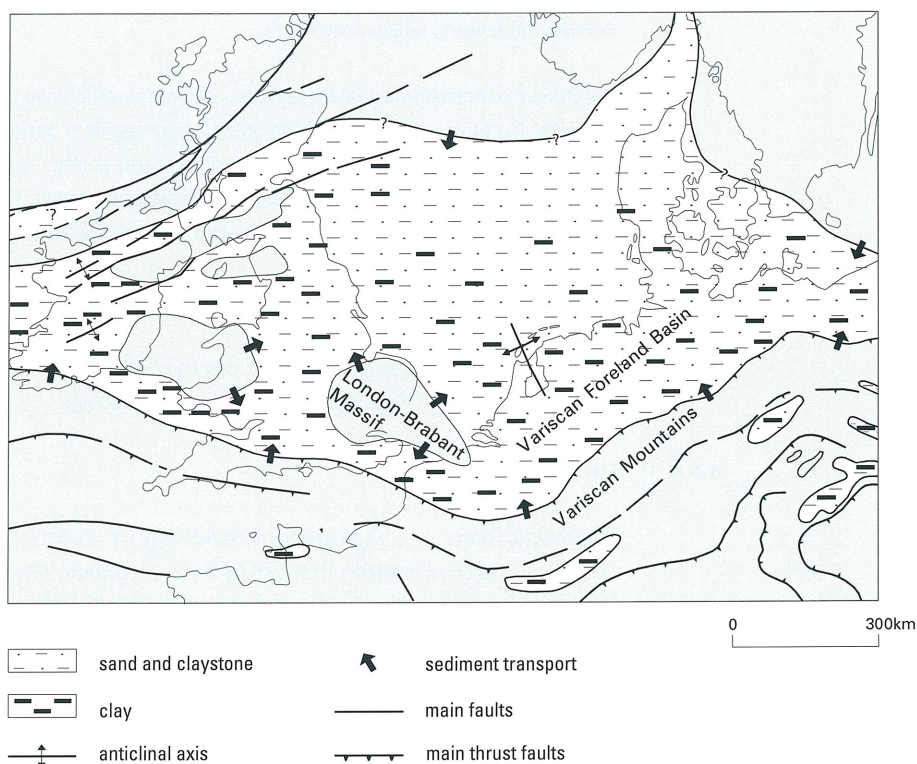 ?
?
?
?
London-Brabant
Massif
Variscan Foreland Basin
Variscan Mountains
0 300km
sand and claystone
sediment transport
clay
main faults
anticlinal axis
main thrust faults